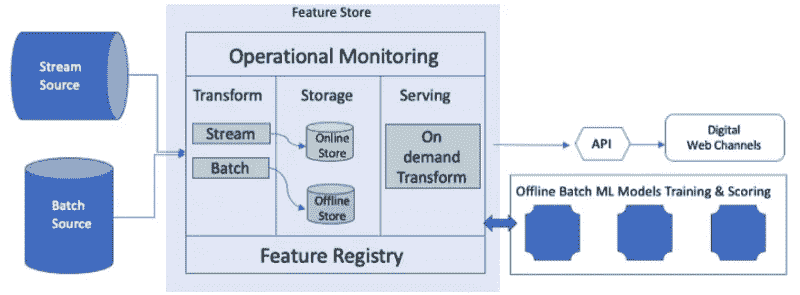 Feature Store
Stream
Source
Batch
Source
Operational Monitoring
Transform
Stream
Batch
Storage
Online
Store
Offline
Store
Serving
On
demand
Transform
Feature Registry
API
Digital
Web Channels
Offline Batch ML Models Training & Scoring